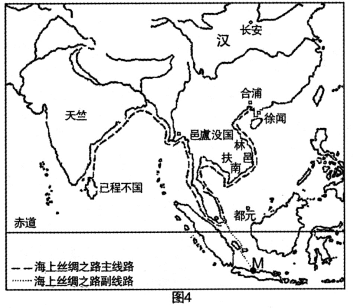 长安
汉
合浦
徐闻
天竺
邑盧没国
林邑
扶南
已程不国
都元
赤道
M
海上丝绸之路主线路
海上丝绸之路副线路
图4